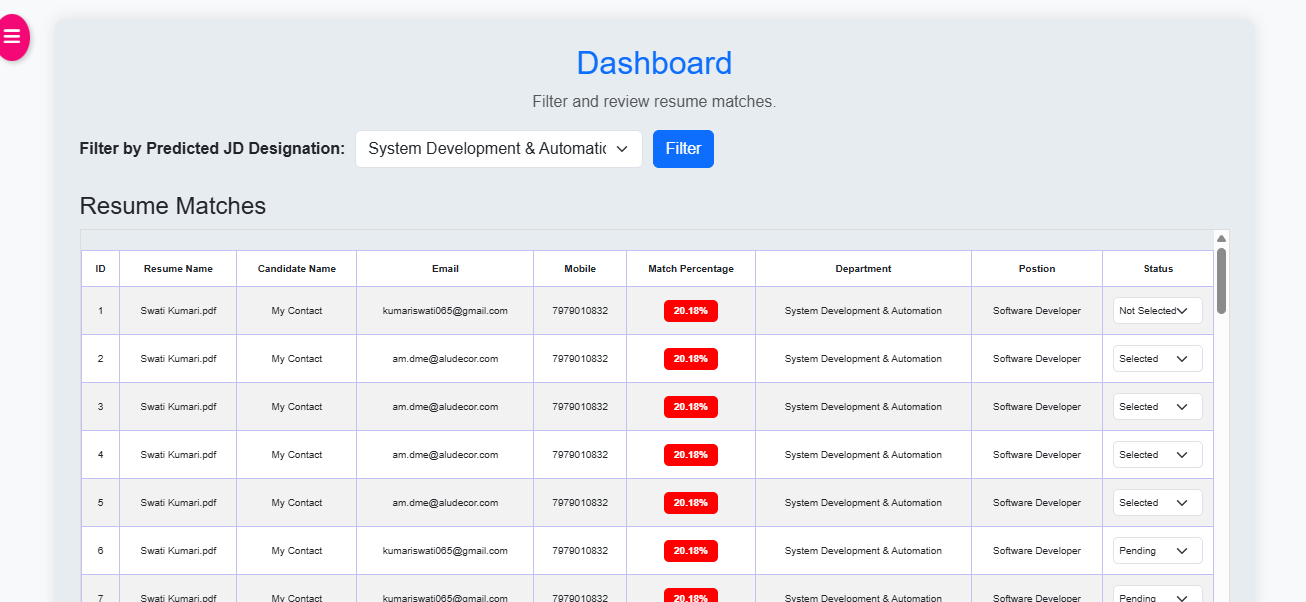 Dashboard
Filter and review resume matches.
Filter by Predicted JD Designation: System Development & Automatic Filter
Resume Matches
ID Resume Name Candidate Name Email Mobile Match Percentage Department Postion Status
1 Swati Kumari.pdf My Contact kumariswati065@gmail.com 7979010832 20.18% System Development & Automation Software Developer Not Selected
2 Swati Kumari.pdf My Contact am.dme@aludecor.com 7979010832 20.18% System Development & Automation Software Developer Selected
3 Swati Kumari.pdf My Contact am.dme@aludecor.com 7979010832 20.18% System Development & Automation Software Developer Selected
4 Swati Kumari.pdf My Contact am.dme@aludecor.com 7979010832 20.18% System Development & Automation Software Developer Selected
5 Swati Kumari.pdf My Contact am.dme@aludecor.com 7979010832 20.18% System Development & Automation Software Developer Selected
6 Swati Kumari.pdf My Contact kumariswati065@gmail.com 7979010832 20.18% System Development & Automation Software Developer Pending
7 Swati Kumari.pdf My Contact kumariswati065@gmail.com 7979010832 20.18% System Development & Automation Software Developer Pending